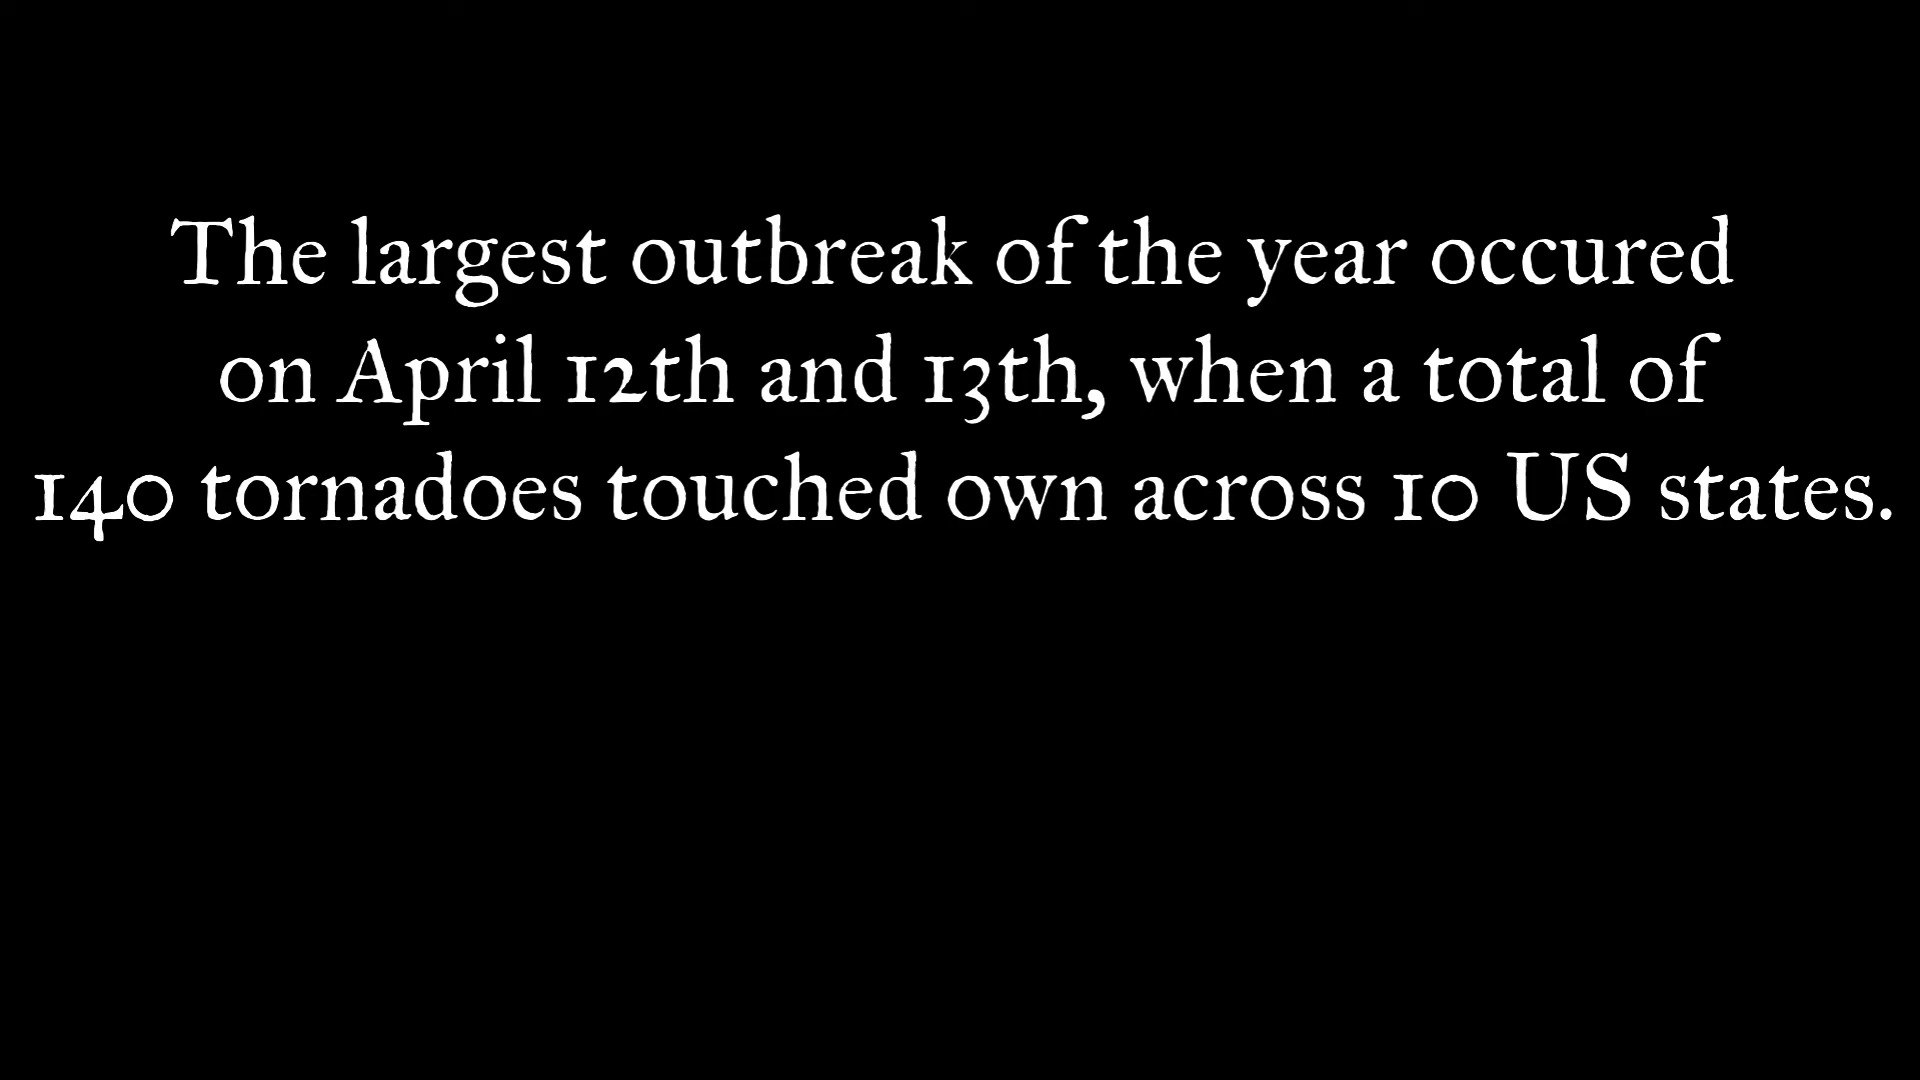 The largest outbreak of the year occured
on April 12th and 13th, when a total of
140 tornadoes touched own across 10 US states.